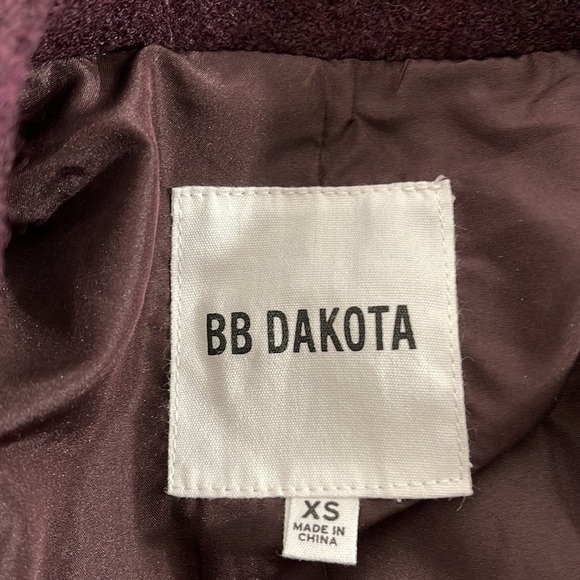 BB DAKOTA
XS
MADE IN
CHINA